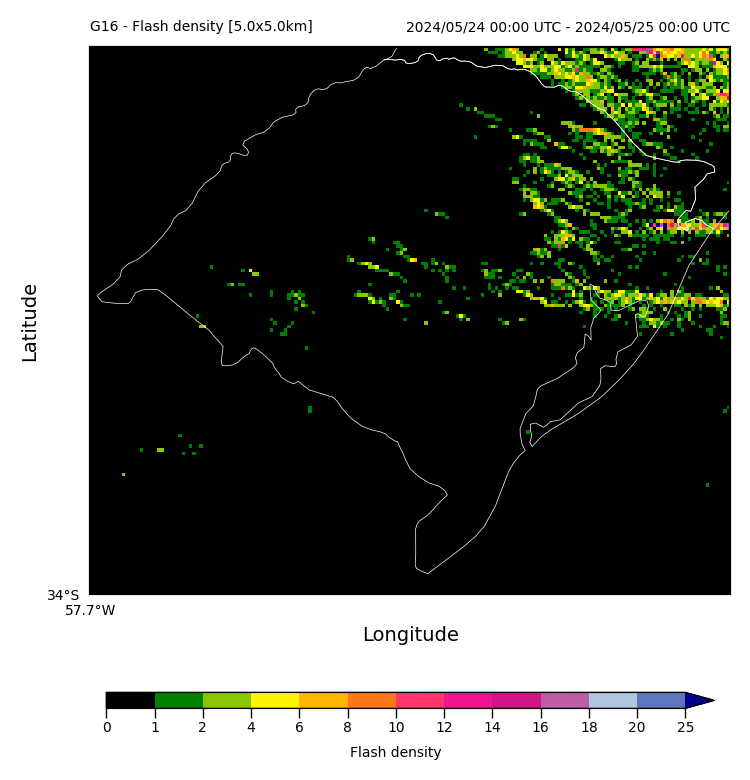 G16 - Flash density [5.0x5.0km]
2024/05/24 00:00 UTC - 2024/05/25 00:00 UTC
Latitude
34°S
57.7°W
Longitude
0 1 2 4 6 8 10 12 14 16 18 20 25
Flash density